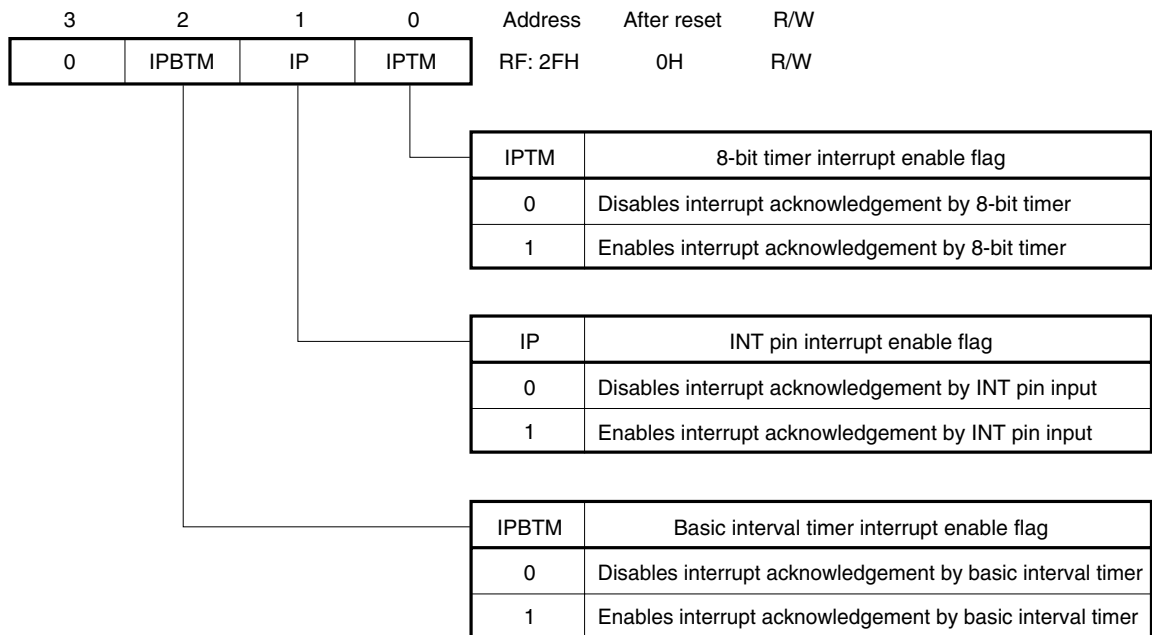 3 2 1 0 Address After reset R/W
0 IPBTM IP IPTM RF: 2FH 0H R/W
IPTM 8-bit timer interrupt enable flag
0 Disables interrupt acknowledgement by 8-bit timer
1 Enables interrupt acknowledgement by 8-bit timer
IP INT pin interrupt enable flag
0 Disables interrupt acknowledgement by INT pin input
1 Enables interrupt acknowledgement by INT pin input
IPBTM Basic interval timer interrupt enable flag
0 Disables interrupt acknowledgement by basic interval timer
1 Enables interrupt acknowledgement by basic interval timer